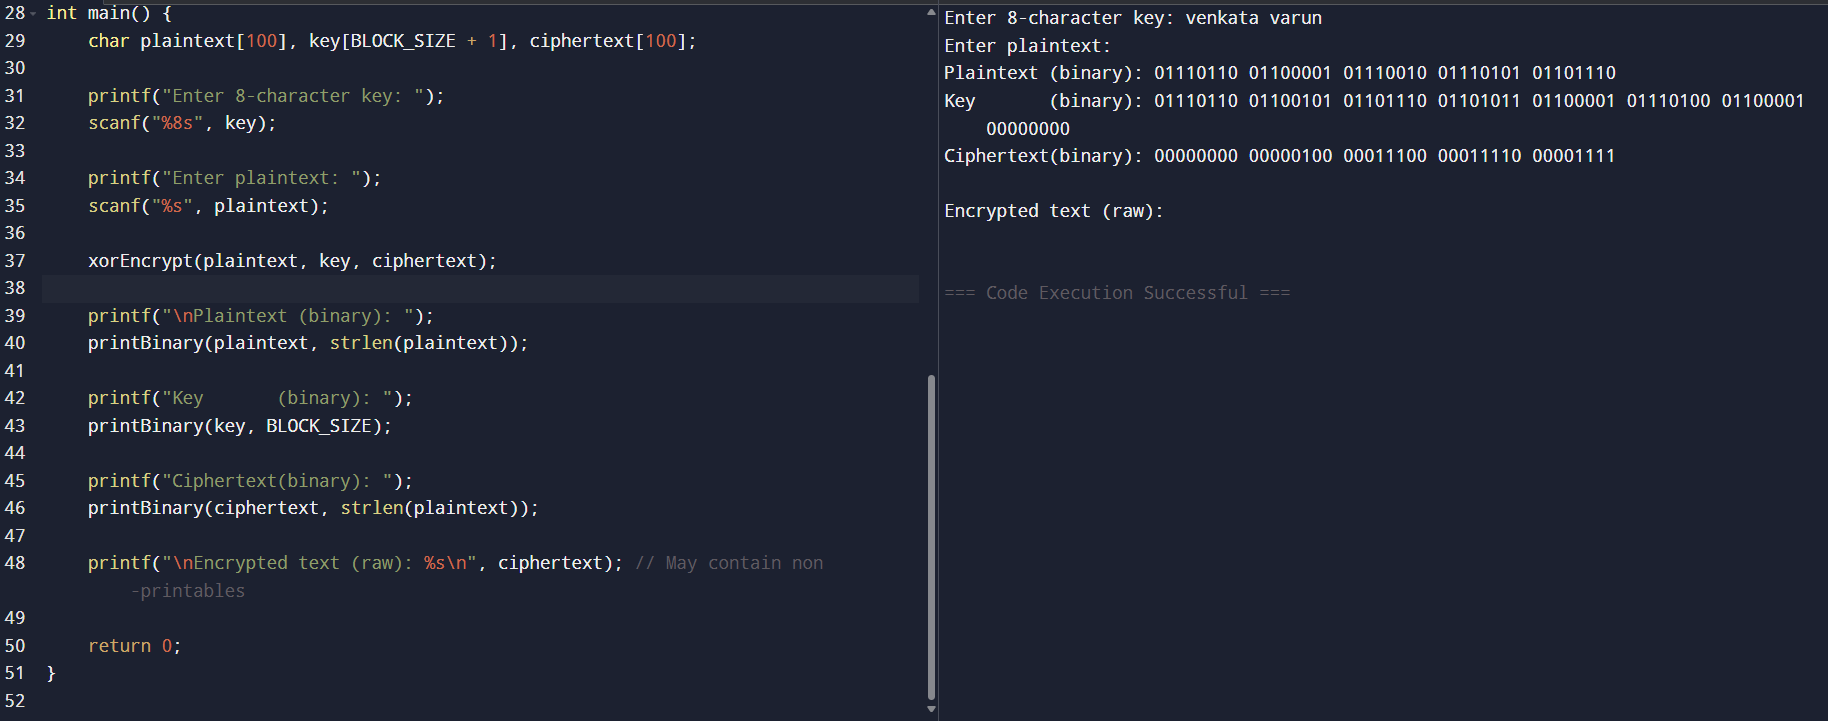 28 int main() {
29     char plaintext[100], key[BLOCK_SIZE + 1], ciphertext[100];
30
31     printf("Enter 8-character key: ");
32     scanf("%8s", key);
33
34     printf("Enter plaintext: ");
35     scanf("%s", plaintext);
36
37     xorEncrypt(plaintext, key, ciphertext);
38
39     printf("\nPlaintext (binary): ");
40     printBinary(plaintext, strlen(plaintext));
41
42     printf("Key       (binary): ");
43     printBinary(key, BLOCK_SIZE);
44
45     printf("Ciphertext(binary): ");
46     printBinary(ciphertext, strlen(plaintext));
47
48     printf("\nEncrypted text (raw): %s\n", ciphertext); // May contain non
        -printables
49
50     return 0;
51 }
52
Enter 8-character key: venkata varun
Enter plaintext:
Plaintext (binary): 01110110 01100001 01110010 01110101 01101110
Key       (binary): 01110110 01100101 01101110 01101011 01100001 01110100 01100001
    00000000
Ciphertext(binary): 00000000 00000100 00011100 00011110 00001111
Encrypted text (raw):
=== Code Execution Successful ===